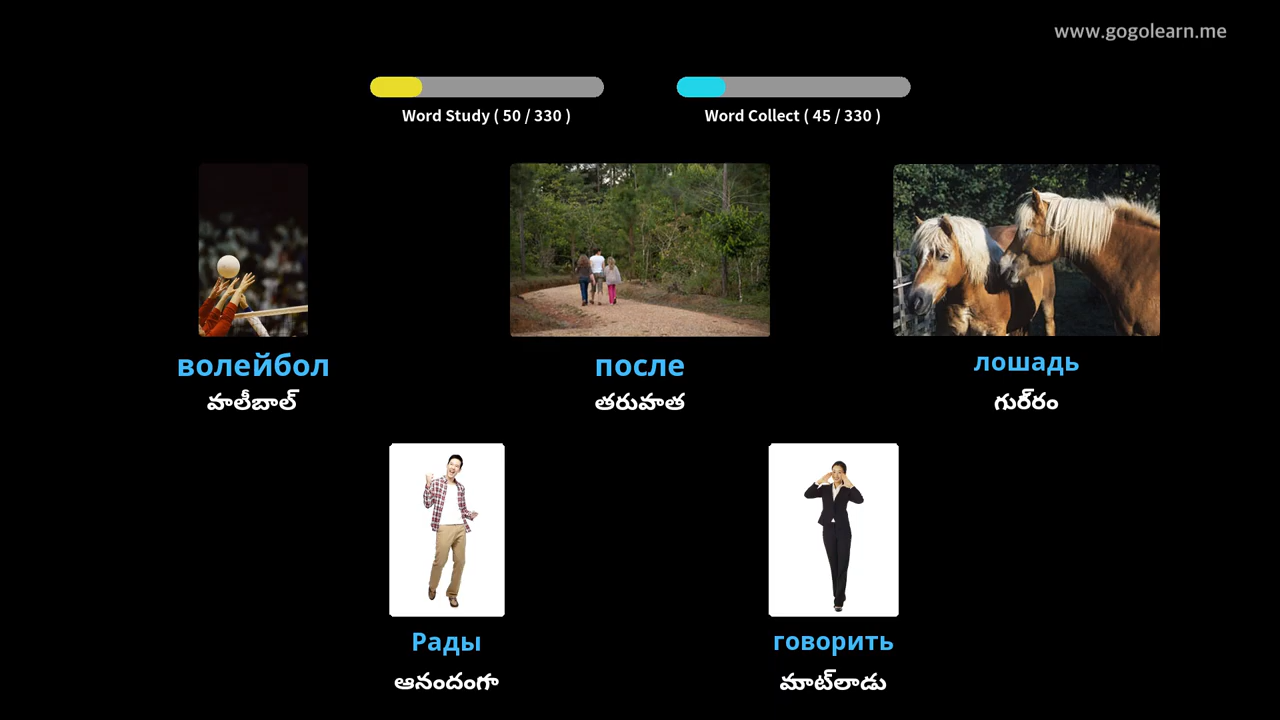 www.gogolearn.me
Word Study ( 50 / 330 )
Word Collect ( 45 / 330 )
волейбол
వాలీబాల్
после
తరువాత
лошадь
గుర్‌రం
Рады
ఆనందంగా
говорить
మాట్‌లాడు